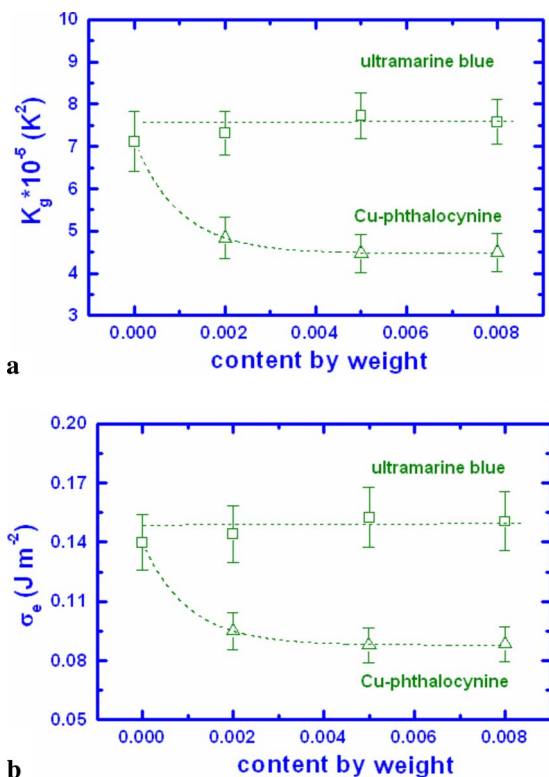 10
9
8
7
6
5
4
3
K_g*10^-5 (K^2)
ultramarine blue
Cu-phthalocynine
0.000 0.002 0.004 0.006 0.008
content by weight
a
0.20
0.17
0.14
0.11
0.08
0.05
σ_e (J m^-2)
ultramarine blue
Cu-phthalocynine
0.000 0.002 0.004 0.006 0.008
content by weight
b